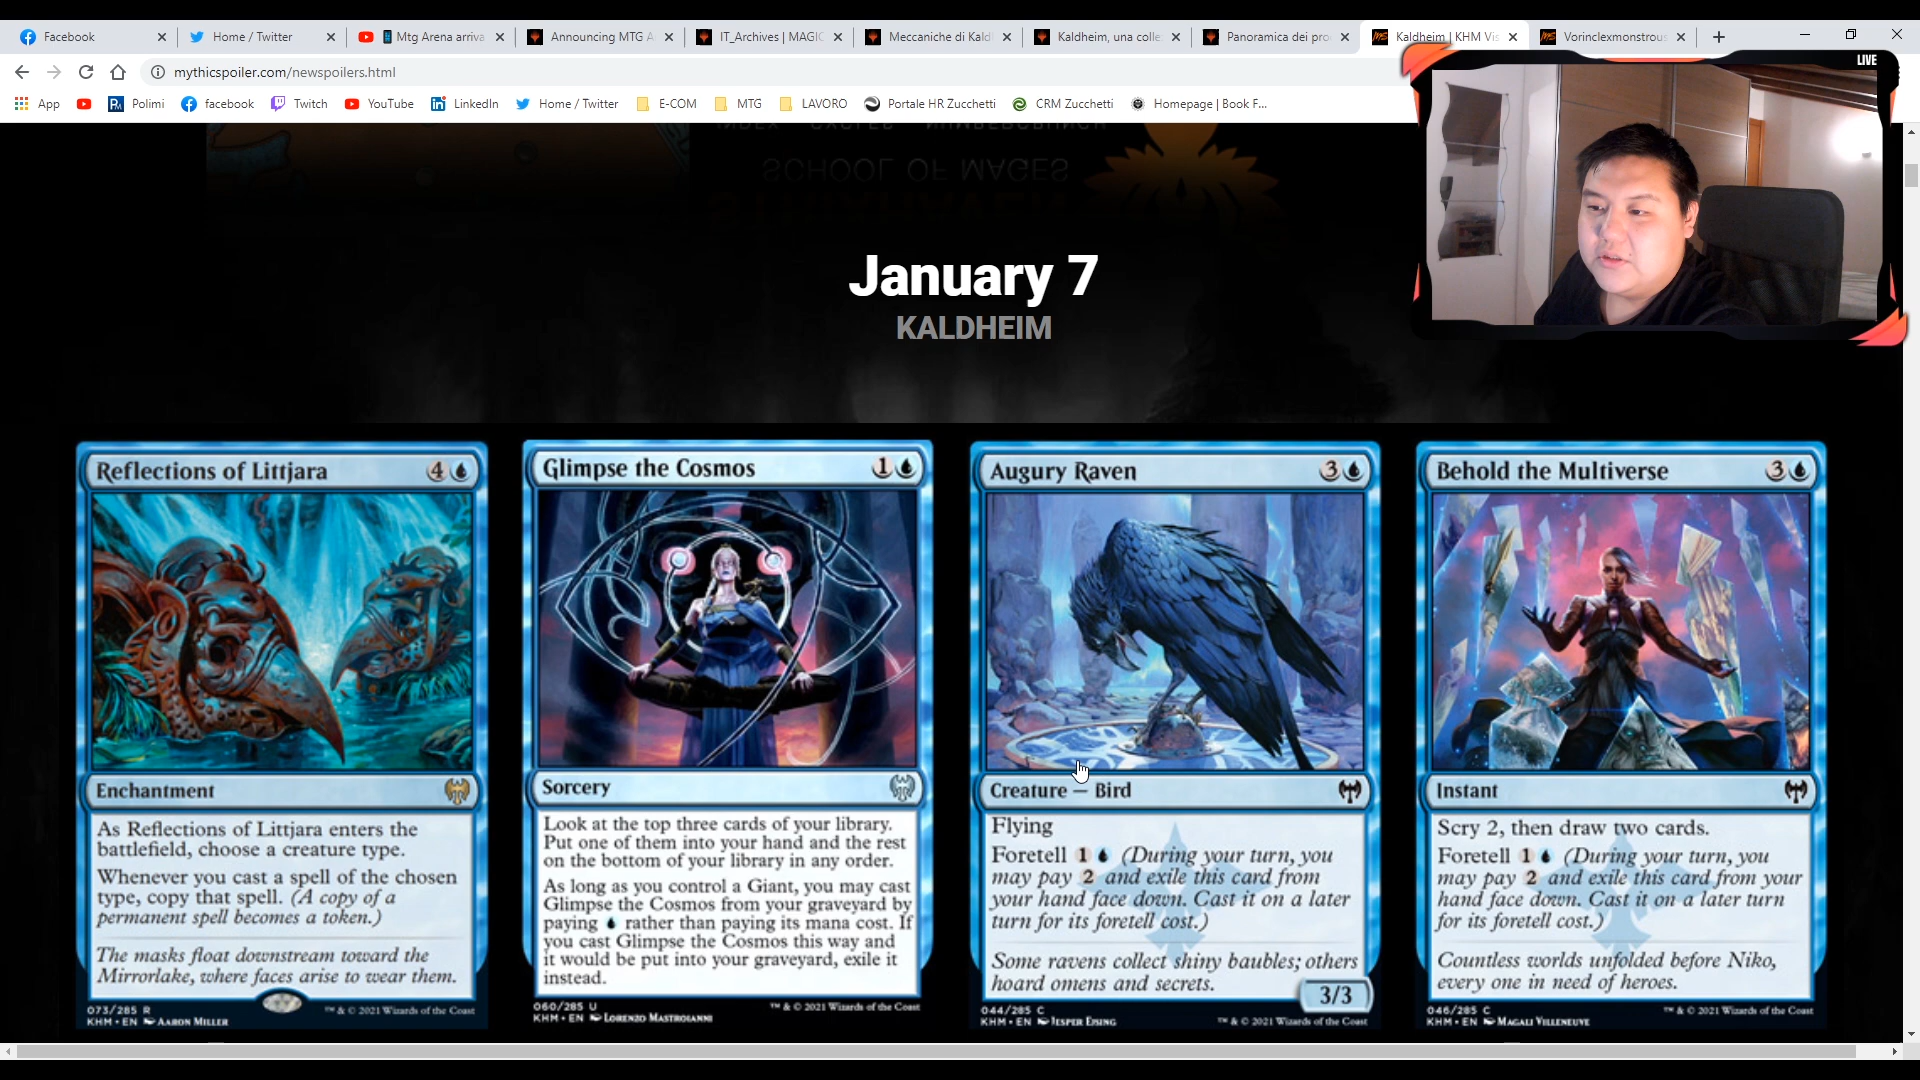 Facebook
Home / Twitter
Mtg Arena arriva
Announcing MTG A
IT_Archives | MAGIC
Meccaniche di Kald
Kaldheim, una colle
Panoramica dei pro
Kaldheim | KHM Vis
Vorinclexmonstrous
mythicspoiler.com/newspoilers.html
App
Polimi
facebook
Twitch
YouTube
LinkedIn
Home / Twitter
E-COM
MTG
LAVORO
Portale HR Zucchetti
CRM Zucchetti
Homepage | Book F...
LIVE
SCHOOL OF MAGES
January 7
KALDHEIM
Reflections of Littjara 4
Enchantment
As Reflections of Littjara enters the
battlefield, choose a creature type.
Whenever you cast a spell of the chosen
type, copy that spell. (A copy of a
permanent spell becomes a token.)
The masks float downstream toward the
Mirrorlake, where faces arise to wear them.
073/285 R
KHM • EN AARON MILLER
™ & © 2021 Wizards of the Coast
Glimpse the Cosmos 1
Sorcery
Look at the top three cards of your library.
Put one of them into your hand and the rest
on the bottom of your library in any order.
As long as you control a Giant, you may cast
Glimpse the Cosmos from your graveyard by
paying rather than paying its mana cost. If
you cast Glimpse the Cosmos this way and
it would be put into your graveyard, exile it
instead.
060/285 U
KHM • EN LORENZO MASTROIANNI
™ & © 2021 Wizards of the Coast
Augury Raven 3
Creature — Bird
Flying
Foretell 1 (During your turn, you
may pay 2 and exile this card from
your hand face down. Cast it on a later
turn for its foretell cost.)
Some ravens collect shiny baubles; others
hoard omens and secrets.
3/3
044/285 C
KHM • EN JESPER EJSING
™ & © 2021 Wizards of the Coast
Behold the Multiverse 3
Instant
Scry 2, then draw two cards.
Foretell 1 (During your turn, you
may pay 2 and exile this card from your
hand face down. Cast it on a later turn
for its foretell cost.)
Countless worlds unfolded before Niko,
every one in need of heroes.
046/285 C
KHM • EN MAGALI VILLENEUVE
™ & © 2021 Wizards of the Coast